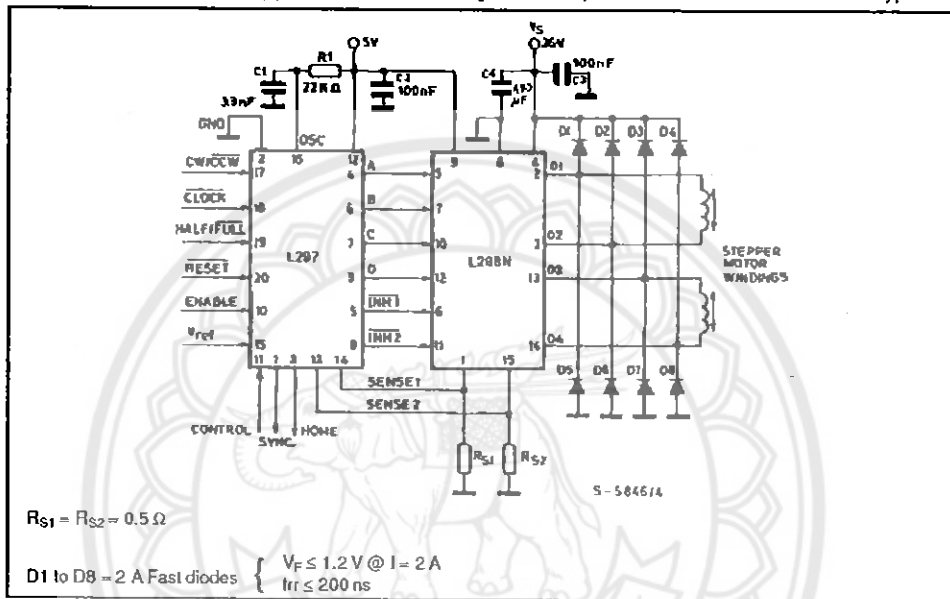 5V
Vs
36V
R1
22KΩ
C1
3.3nF
C2
100nF
C4
470
µF
100nF
C3
GND
OSC
2
16
12
9
8
4
D1
D2
D3
D4
CW/CCW
17
4
A
5
2
O1
CLOCK
18
6
B
7
HALF/FULL
19
7
C
10
3
O2
L297
L298N
STEPPER
MOTOR
WINDINGS
RESET
20
9
D
12
13
O3
ENABLE
10
5
INH1
6
Vref
15
8
INH2
11
14
O4
11
1
3
13
14
1
15
D5
D6
D7
D8
SENSE1
SENSE2
CONTROL
SYNC
HOME
RS1
RS2
S-5846/4
RS1 = RS2 = 0.5 Ω
D1 to D8 = 2 A Fast diodes { VF ≤ 1.2 V @ I = 2 A
trr ≤ 200 ns